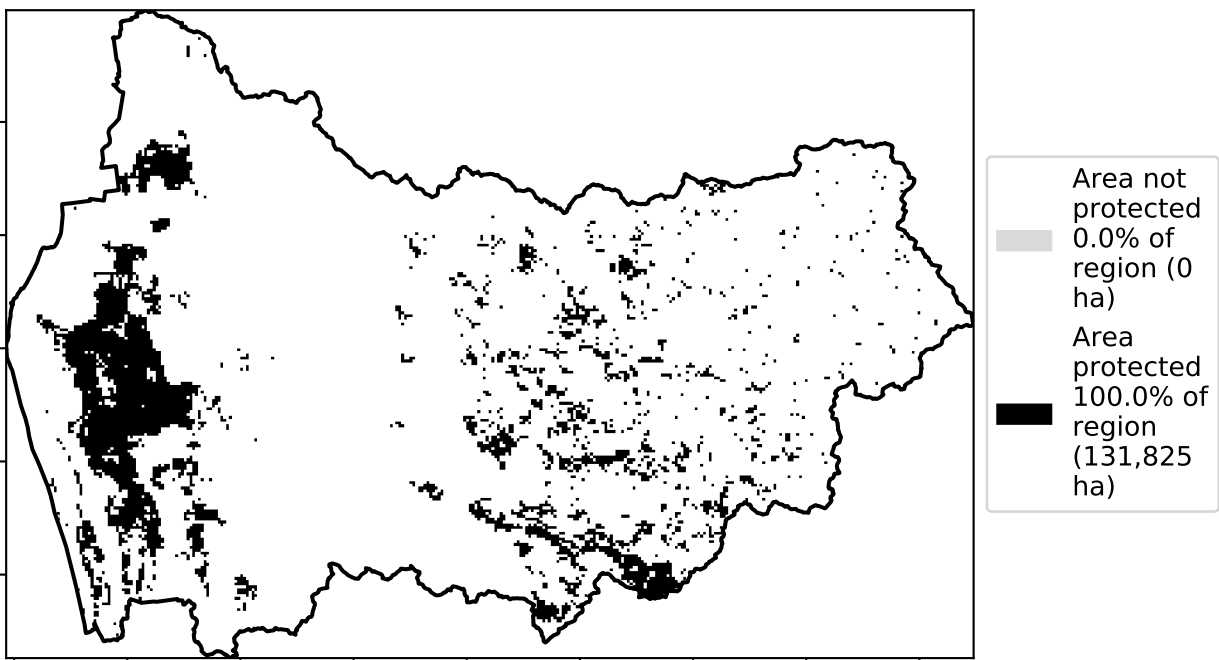 Area not
protected
0.0% of
region (0
ha)
Area
protected
100.0% of
region
(131,825
ha)